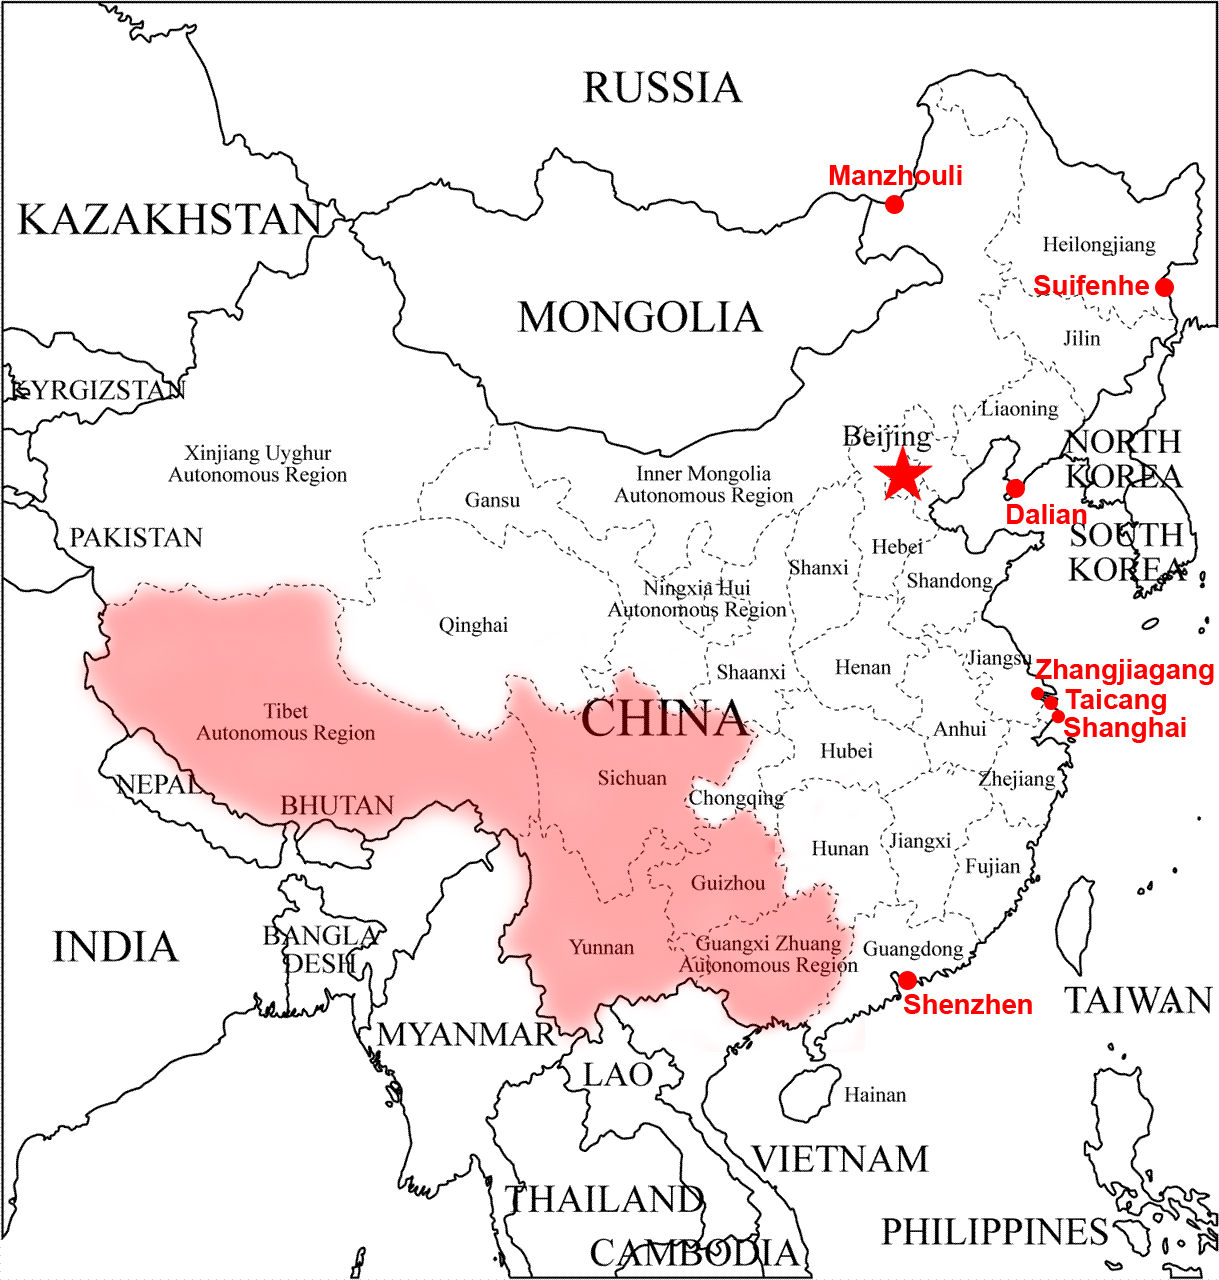 RUSSIA
Manzhouli
KAZAKHSTAN
Heilongjiang
Suifenhe
MONGOLIA
Jilin
KYRGIZSTAN
Liaoning
Beijing
NORTH
KOREA
Xinjiang Uyghur
Autonomous Region
Inner Mongolia
Autonomous Region
Gansu
Dalian
PAKISTAN
SOUTH
KOREA
Hebei
Shanxi
Shandong
Ningxia Hui
Autonomous Region
Qinghai
Jiangsu
Henan
Shaanxi
Zhangjiagang
Taicang
Shanghai
Tibet
Autonomous Region
CHINA
Anhui
Hubei
Sichuan
Zhejiang
NEPAL
Chongqing
BHUTAN
Hunan
Jiangxi
Fujian
Guizhou
INDIA
BANGLA
DESH
Yunnan
Guangxi Zhuang
Autonomous Region
Guangdong
Shenzhen
TAIWAN
MYANMAR
LAO
Hainan
VIETNAM
THAILAND
PHILIPPINES
CAMBODIA